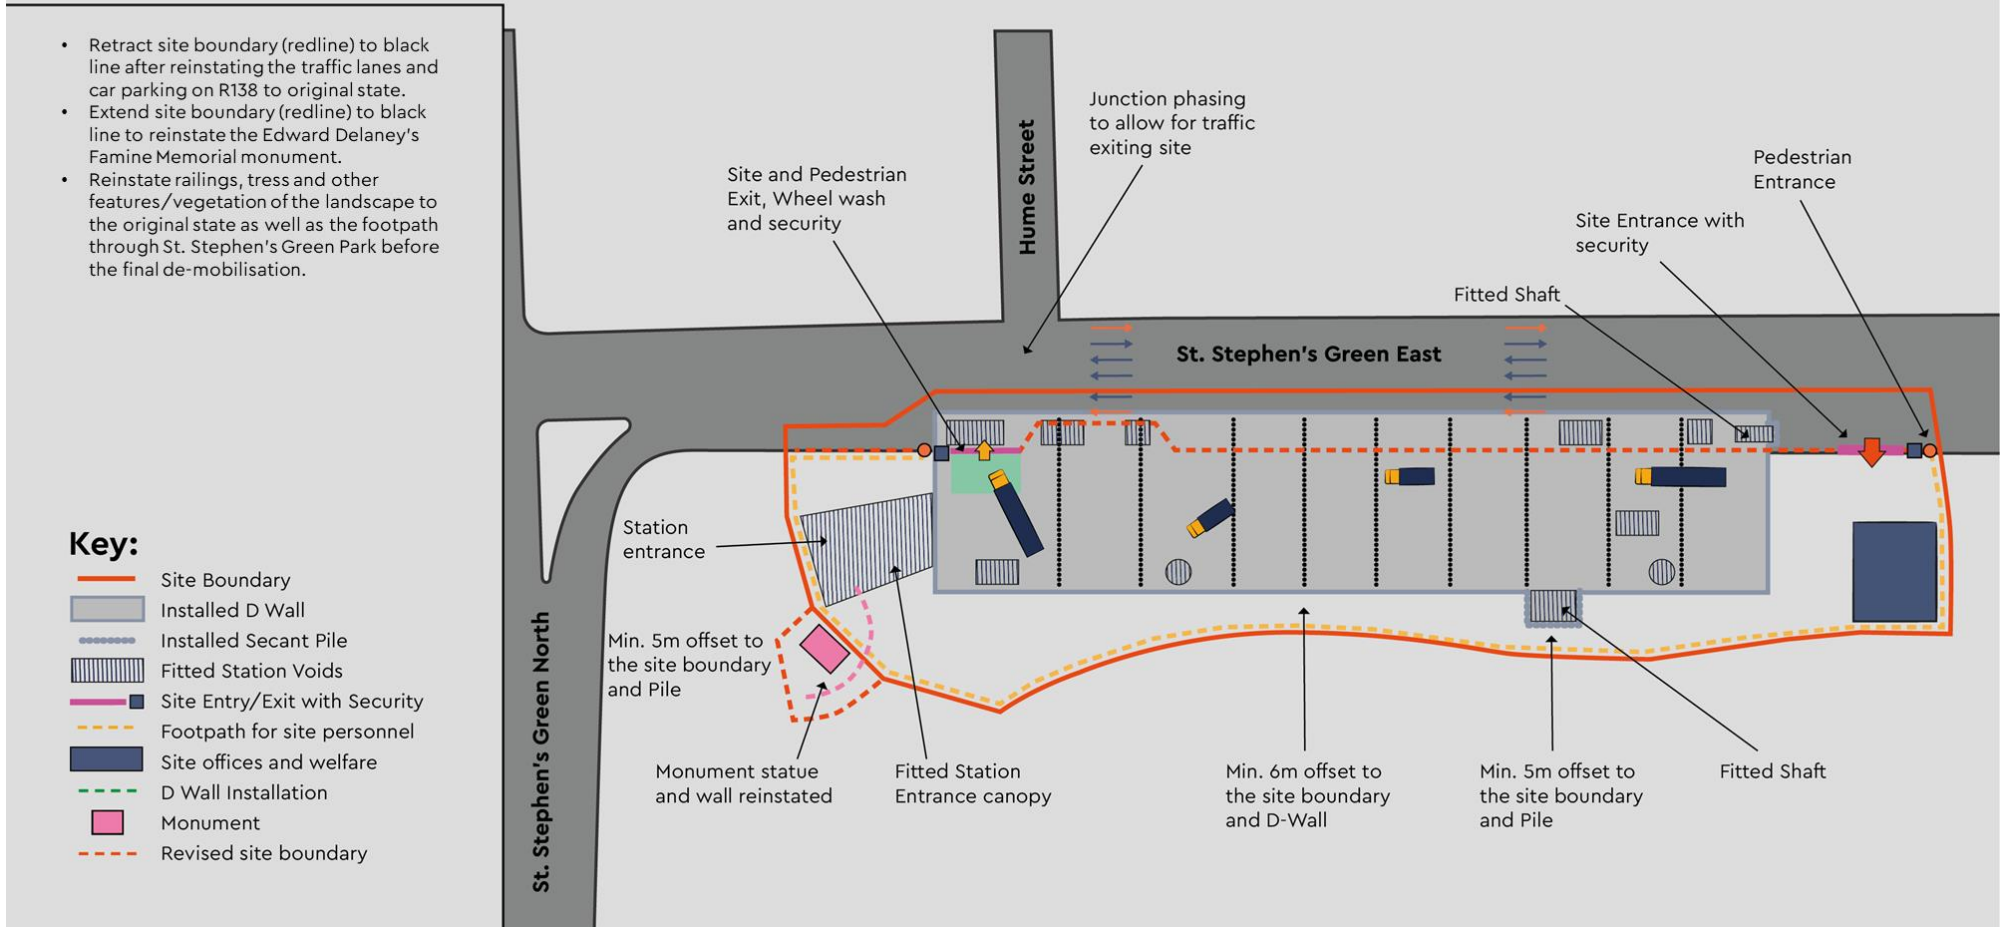 • Retract site boundary (redline) to black
line after reinstating the traffic lanes and
car parking on R138 to original state.
• Extend site boundary (redline) to black
line to reinstate the Edward Delaney's
Famine Memorial monument.
• Reinstate railings, tress and other
features/vegetation of the landscape to
the original state as well as the footpath
through St. Stephen's Green Park before
the final de-mobilisation.
Key:
Site Boundary
Installed D Wall
Installed Secant Pile
Fitted Station Voids
Site Entry/Exit with Security
Footpath for site personnel
Site offices and welfare
D Wall Installation
Monument
Revised site boundary
St. Stephen's Green North
Hume Street
St. Stephen's Green East
Junction phasing
to allow for traffic
exiting site
Site and Pedestrian
Exit, Wheel wash
and security
Pedestrian
Entrance
Site Entrance with
security
Fitted Shaft
Station
entrance
Min. 5m offset to
the site boundary
and Pile
Monument statue
and wall reinstated
Fitted Station
Entrance canopy
Min. 6m offset to
the site boundary
and D-Wall
Min. 5m offset to
the site boundary
and Pile
Fitted Shaft